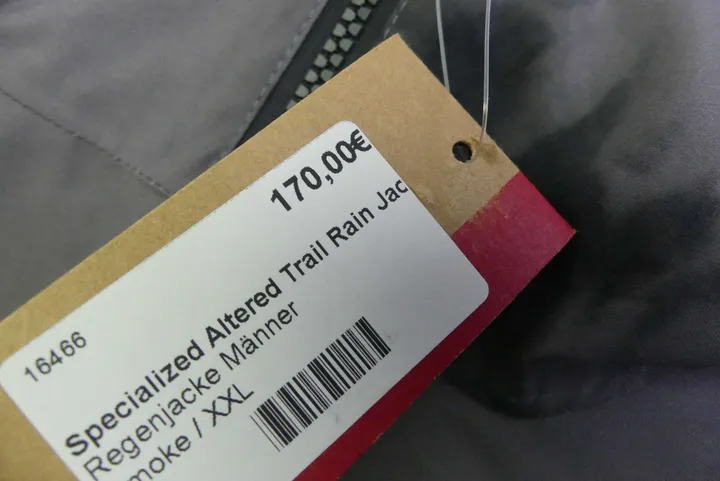 170,00€
16466
Specialized Altered Trail Rain Jac
Regenjacke Männer
moke / XXL